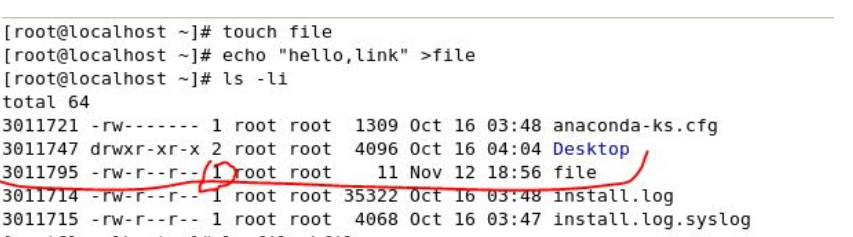 [root@localhost ~]# touch file
[root@localhost ~]# echo "hello,link" >file
[root@localhost ~]# ls -li
total 64
3011721 -rw------- 1 root root  1309 Oct 16 03:48 anaconda-ks.cfg
3011747 drwxr-xr-x 2 root root  4096 Oct 16 04:04 Desktop
3011795 -rw-r--r-- 1 root root    11 Nov 12 18:56 file
3011714 -rw-r--r-- 1 root root 35322 Oct 16 03:48 install.log
3011715 -rw-r--r-- 1 root root  4068 Oct 16 03:47 install.log.syslog